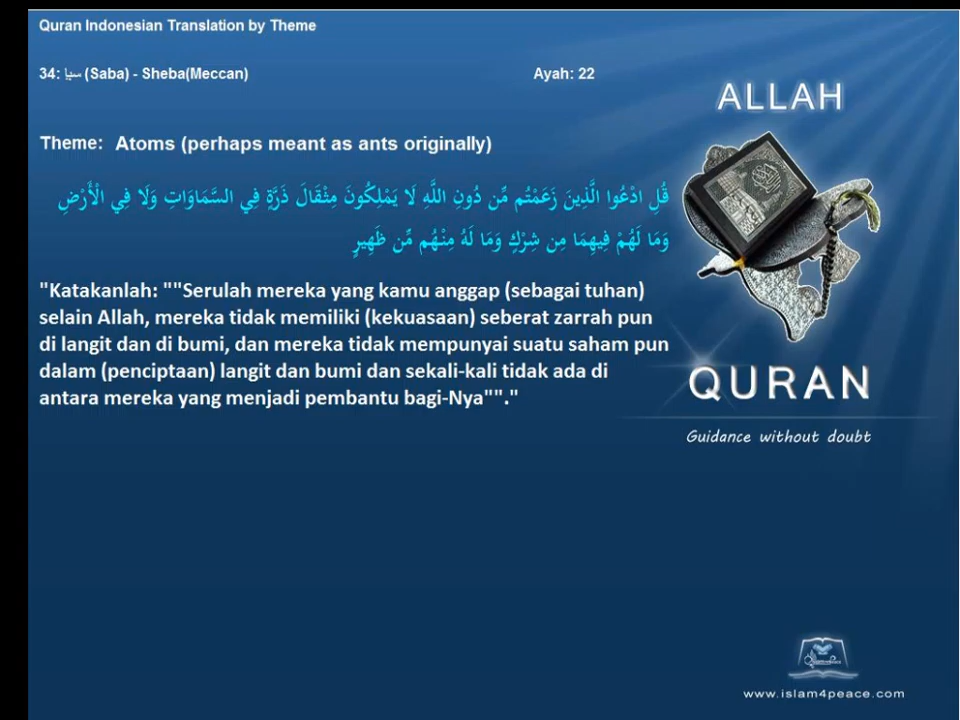 Quran Indonesian Translation by Theme
34: سبإ (Saba) - Sheba(Meccan) Ayah: 22
Theme: Atoms (perhaps meant as ants originally)
قُلِ ادْعُوا الَّذِينَ زَعَمْتُم مِّن دُونِ اللَّهِ لَا يَمْلِكُونَ مِثْقَالَ ذَرَّةٍ فِي السَّمَاوَاتِ وَلَا فِي الْأَرْضِ
وَمَا لَهُمْ فِيهِمَا مِن شِرْكٍ وَمَا لَهُ مِنْهُم مِّن ظَهِيرٍ
"Katakanlah: ""Serulah mereka yang kamu anggap (sebagai tuhan)
selain Allah, mereka tidak memiliki (kekuasaan) seberat zarrah pun
di langit dan di bumi, dan mereka tidak mempunyai suatu saham pun
dalam (penciptaan) langit dan bumi dan sekali-kali tidak ada di
antara mereka yang menjadi pembantu bagi-Nya""."
ALLAH
QURAN
Guidance without doubt
www.islam4peace.com